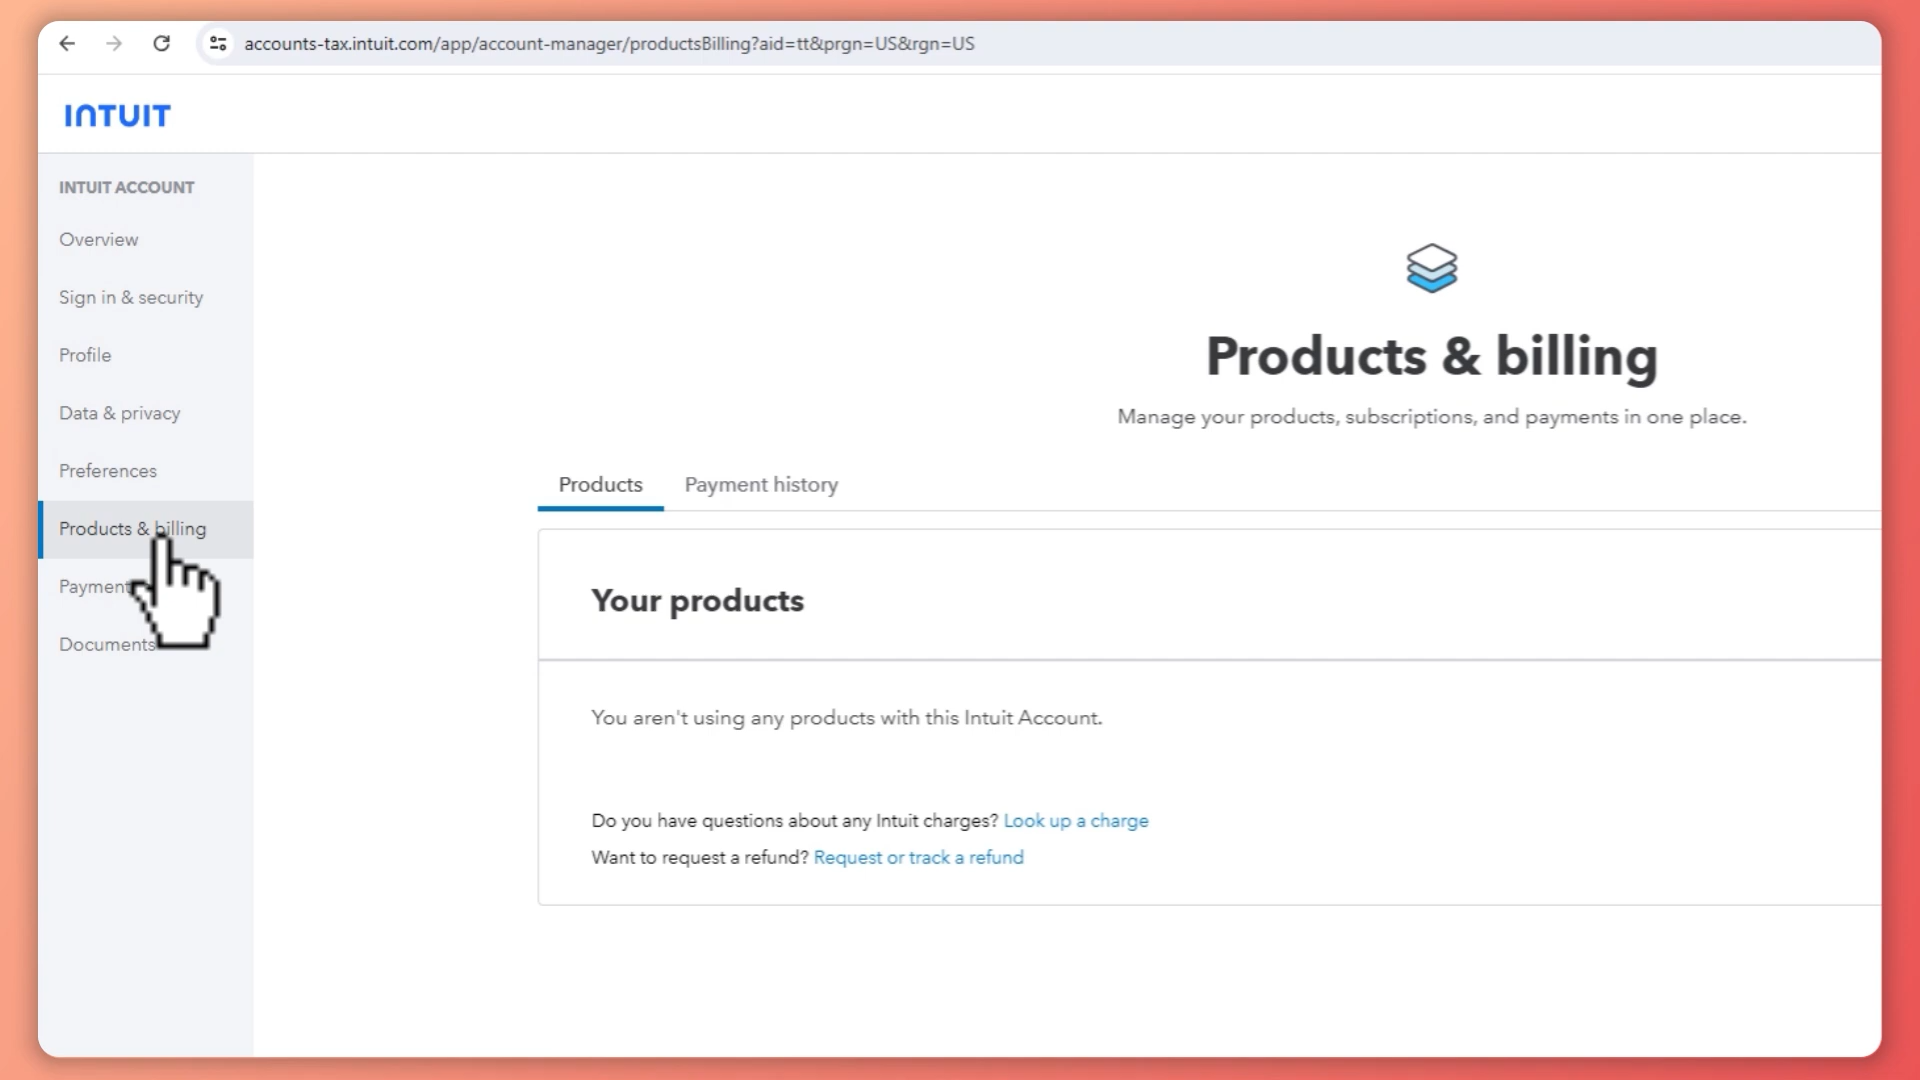 accounts-tax.intuit.com/app/account-manager/productsBilling?aid=tt&prgn=US&rgn=US
INTUIT
INTUIT ACCOUNT
Overview
Sign in & security
Profile
Data & privacy
Preferences
Products & billing
Documents
Products & billing
Manage your products, subscriptions, and payments in one place.
Products
Payment history
Your products
You aren't using any products with this Intuit Account.
Do you have questions about any Intuit charges? Look up a charge
Want to request a refund? Request or track a refund